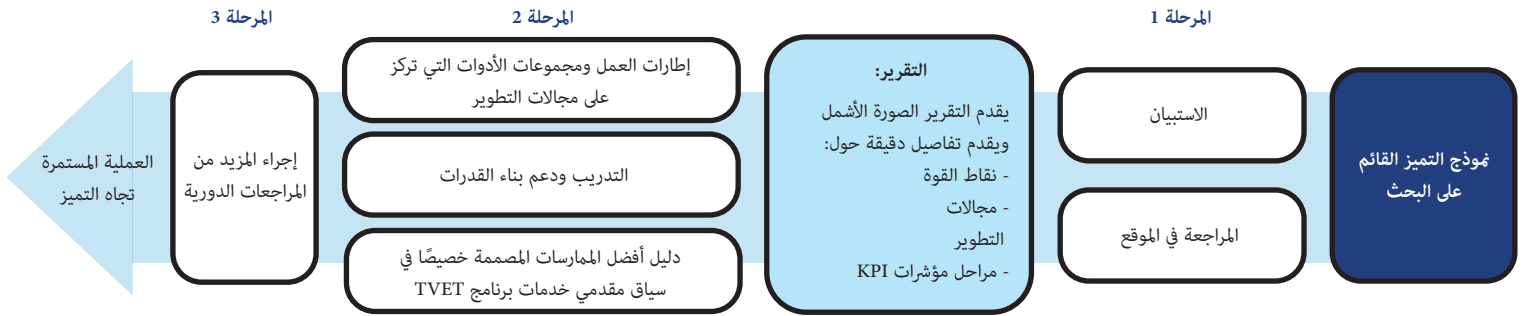 المرحلة 1
المرحلة 2
المرحلة 3
نموذج التميز القائم
على البحث
الاستبيان
المراجعة في الموقع
التقرير:
يقدم التقرير الصورة الأشمل
ويقدم تفاصيل دقيقة حول:
- نقاط القوة
- مجالات
التطوير
- مراحل مؤشرات KPI
إطارات العمل ومجموعات الأدوات التي تركز
على مجالات التطوير
التدريب ودعم بناء القدرات
دليل أفضل الممارسات المصممة خصيصًا في
سياق مقدمي خدمات برنامج TVET
إجراء المزيد من
المراجعات الدورية
العملية المستمرة
تجاه التميز